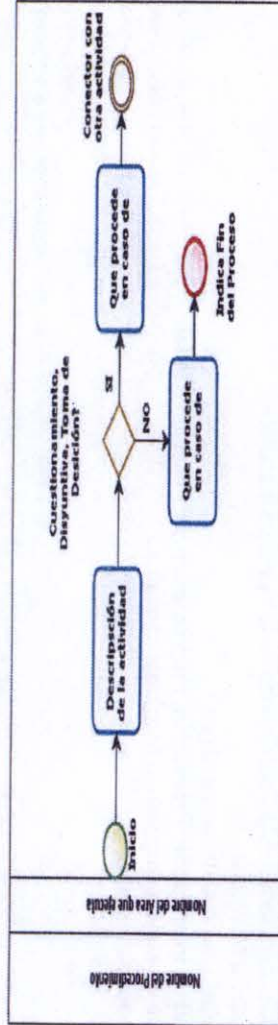 Nombre del Procedimiento
Nombre del Área que ejecuta
Inicio
Descripsción
de la actividad
Cuestionamiento,
Disyuntiva, Toma de
Desición?
SI
NO
Que procede
en caso de
Conector con
otra actividad
Que procede
en caso de
Indica Fin
del Proceso